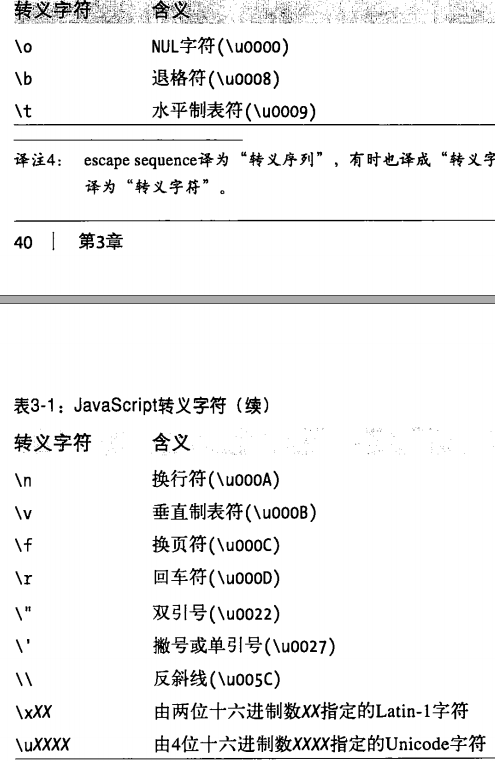 转义字符 含义
\o NUL字符(\u0000)
\b 退格符(\u0008)
\t 水平制表符(\u0009)
译注4： escape sequence译为“转义序列”，有时也译成“转义字
译为“转义字符”。
40 | 第3章
表3-1：JavaScript转义字符（续）
转义字符 含义
\n 换行符(\u000A)
\v 垂直制表符(\u000B)
\f 换页符(\u000C)
\r 回车符(\u000D)
\" 双引号(\u0022)
\' 撇号或单引号(\u0027)
\\ 反斜线(\u005C)
\xXX 由两位十六进制数XX指定的Latin-1字符
\uXXXX 由4位十六进制数XXXX指定的Unicode字符